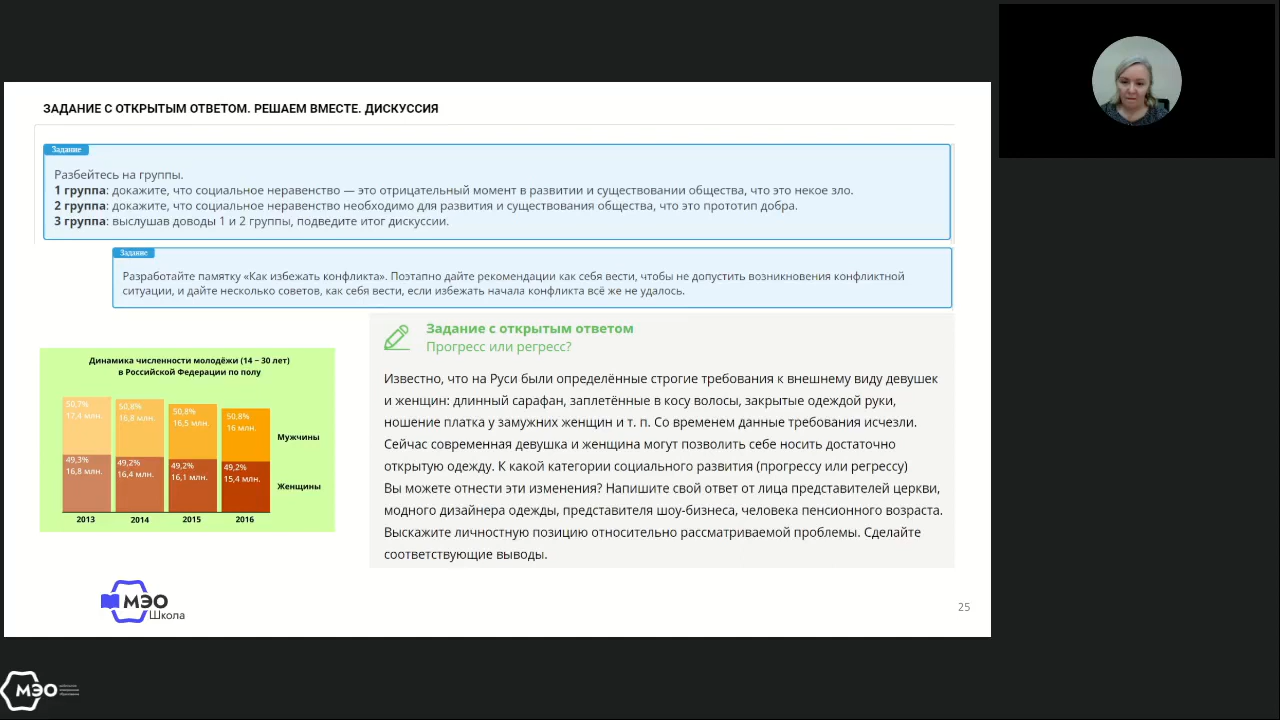 ЗАДАНИЕ С ОТКРЫТЫМ ОТВЕТОМ. РЕШАЕМ ВМЕСТЕ. ДИСКУССИЯ
Задание
Разбейтесь на группы.
1 группа: докажите, что социальное неравенство — это отрицательный момент в развитии и существовании общества, что это некое зло.
2 группа: докажите, что социальное неравенство необходимо для развития и существования общества, что это прототип добра.
3 группа: выслушав доводы 1 и 2 группы, подведите итог дискуссии.
Задание
Разработайте памятку «Как избежать конфликта». Поэтапно дайте рекомендации как себя вести, чтобы не допустить возникновения конфликтной
ситуации, и дайте несколько советов, как себя вести, если избежать начала конфликта всё же не удалось.
Динамика численности молодёжи (14 – 30 лет)
в Российской Федерации по полу
50,7%
17,4 млн.
50,8%
16,8 млн.
50,8%
16,5 млн.
50,8%
16 млн.
Мужчины
49,3%
16,8 млн.
49,2%
16,4 млн.
49,2%
16,1 млн.
49,2%
15,4 млн.
Женщины
2013
2014
2015
2016
Задание с открытым ответом
Прогресс или регресс?
Известно, что на Руси были определённые строгие требования к внешнему виду девушек
и женщин: длинный сарафан, заплетённые в косу волосы, закрытые одеждой руки,
ношение платка у замужних женщин и т. п. Со временем данные требования исчезли.
Сейчас современная девушка и женщина могут позволить себе носить достаточно
открытую одежду. К какой категории социального развития (прогрессу или регрессу)
Вы можете отнести эти изменения? Напишите свой ответ от лица представителей церкви,
модного дизайнера одежды, представителя шоу-бизнеса, человека пенсионного возраста.
Выскажите личностную позицию относительно рассматриваемой проблемы. Сделайте
соответствующие выводы.
МЭО
Школа
25
МЭО